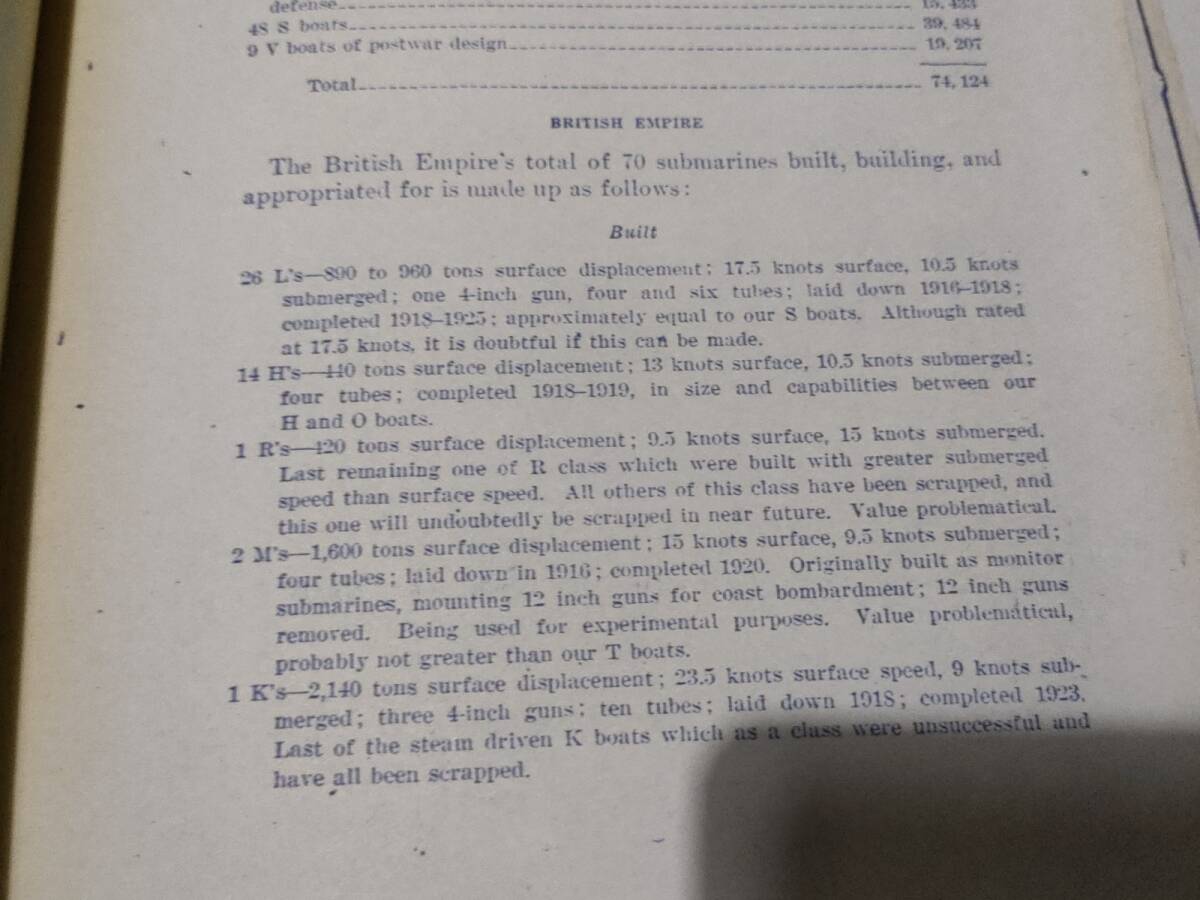 defense
48 S boats 39,484
9 V boats of postwar design 19,207
Total 74,124
BRITISH EMPIRE
The British Empire's total of 70 submarines built, building, and
appropriated for is made up as follows:
Built
26 L's—890 to 960 tons surface displacement; 17.5 knots surface, 10.5 knots
submerged; one 4-inch gun, four and six tubes; laid down 1916–1918;
completed 1918–1925; approximately equal to our S boats. Although rated
at 17.5 knots, it is doubtful if this can be made.
14 H's—440 tons surface displacement; 13 knots surface, 10.5 knots submerged;
four tubes; completed 1918–1919, in size and capabilities between our
H and O boats.
1 R's—420 tons surface displacement; 9.5 knots surface, 15 knots submerged.
Last remaining one of R class which were built with greater submerged
speed than surface speed. All others of this class have been scrapped, and
this one will undoubtedly be scrapped in near future. Value problematical.
2 M's—1,600 tons surface displacement; 15 knots surface, 9.5 knots submerged;
four tubes; laid down in 1916; completed 1920. Originally built as monitor
submarines, mounting 12 inch guns for coast bombardment; 12 inch guns
removed. Being used for experimental purposes. Value problematical,
probably not greater than our T boats.
1 K's—2,140 tons surface displacement; 23.5 knots surface speed, 9 knots sub-
merged; three 4-inch guns; ten tubes; laid down 1918; completed 1923.
Last of the steam driven K boats which as a class were unsuccessful and
have all been scrapped.